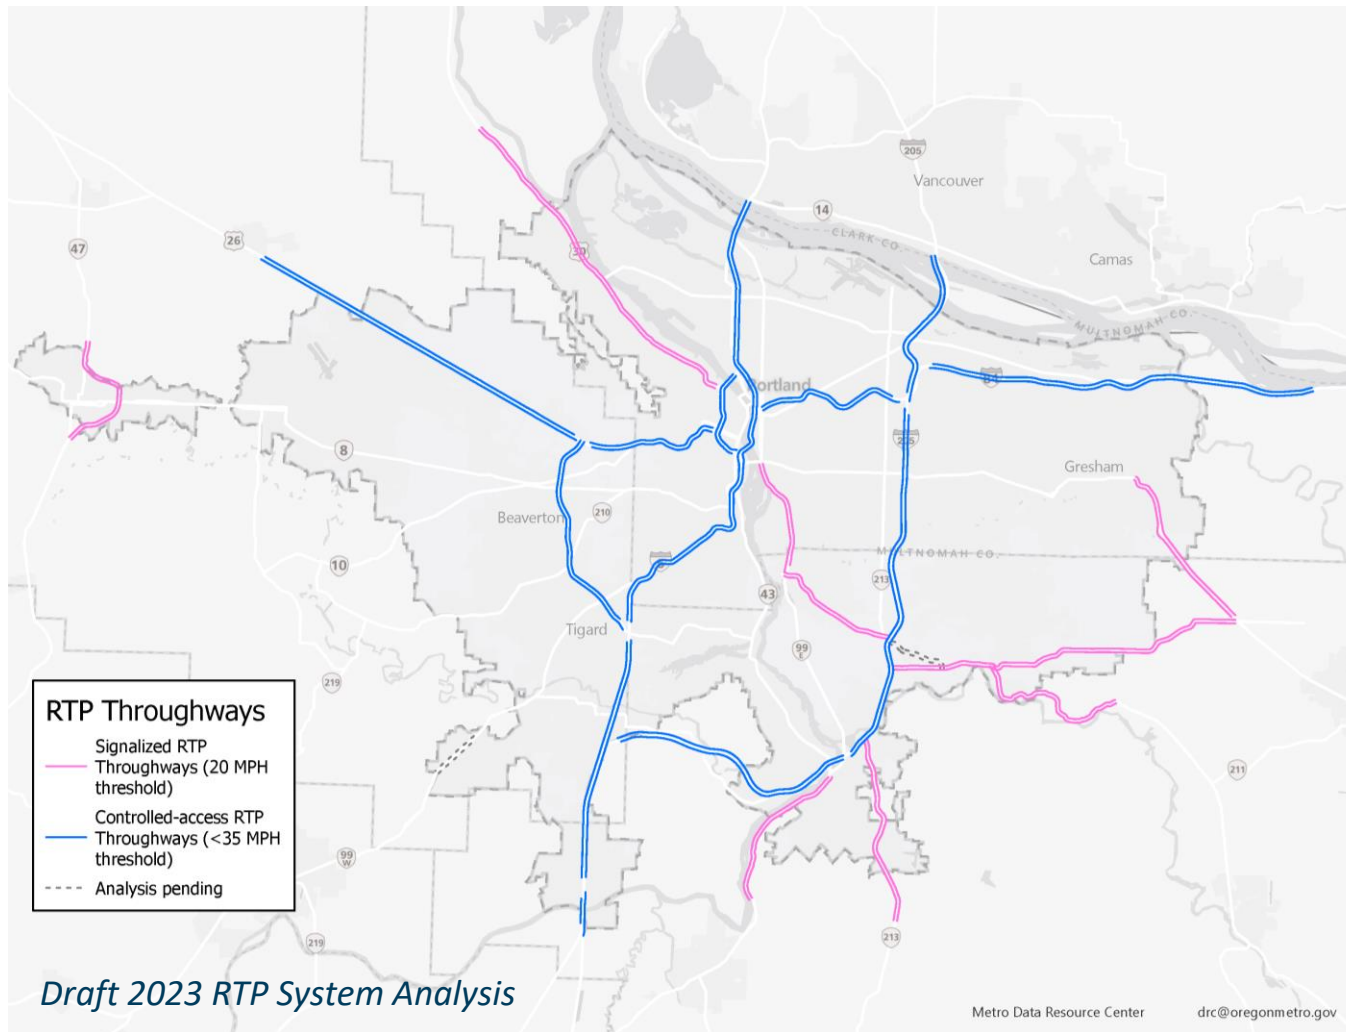 205
Vancouver
14
CLARK CO.
26
47
30
Camas
MULTNOMAH CO.
Portland
84
8
205
Gresham
Beaverton
210
MULTNOMAH CO.
10
5
213
43
Tigard
99
E
219
RTP Throughways
Signalized RTP
Throughways (20 MPH
threshold)
Controlled-access RTP
Throughways (<35 MPH
threshold)
Analysis pending
211
99
W
219
213
Draft 2023 RTP System Analysis
Metro Data Resource Center
drc@oregonmetro.gov